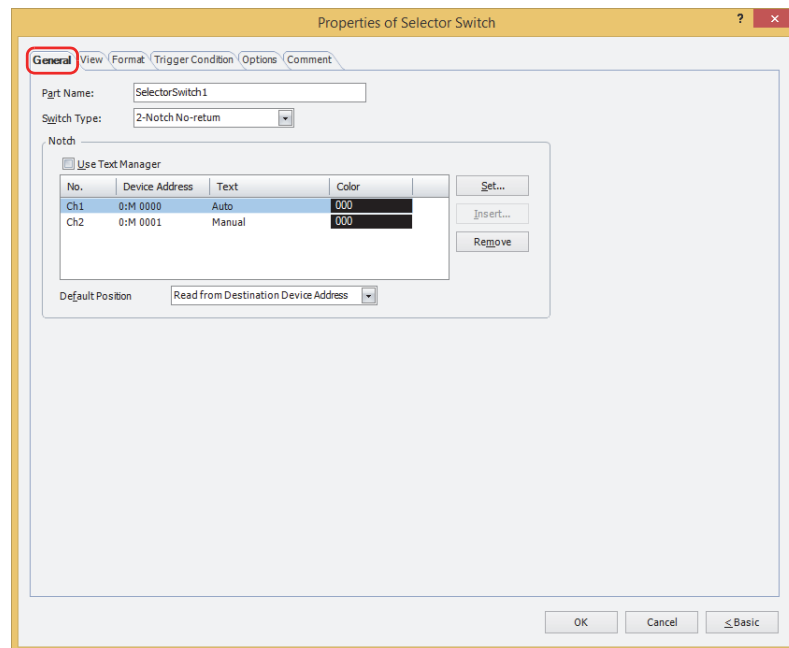 Properties of Selector Switch ? ×
General View Format Trigger Condition Options Comment
Part Name: SelectorSwitch1
Switch Type: 2-Notch No-return
Notch
Use Text Manager
No. Device Address Text Color
Ch1 0:M 0000 Auto 000
Ch2 0:M 0001 Manual 000
Set...
Insert...
Remove
Default Position Read from Destination Device Address
OK Cancel < Basic